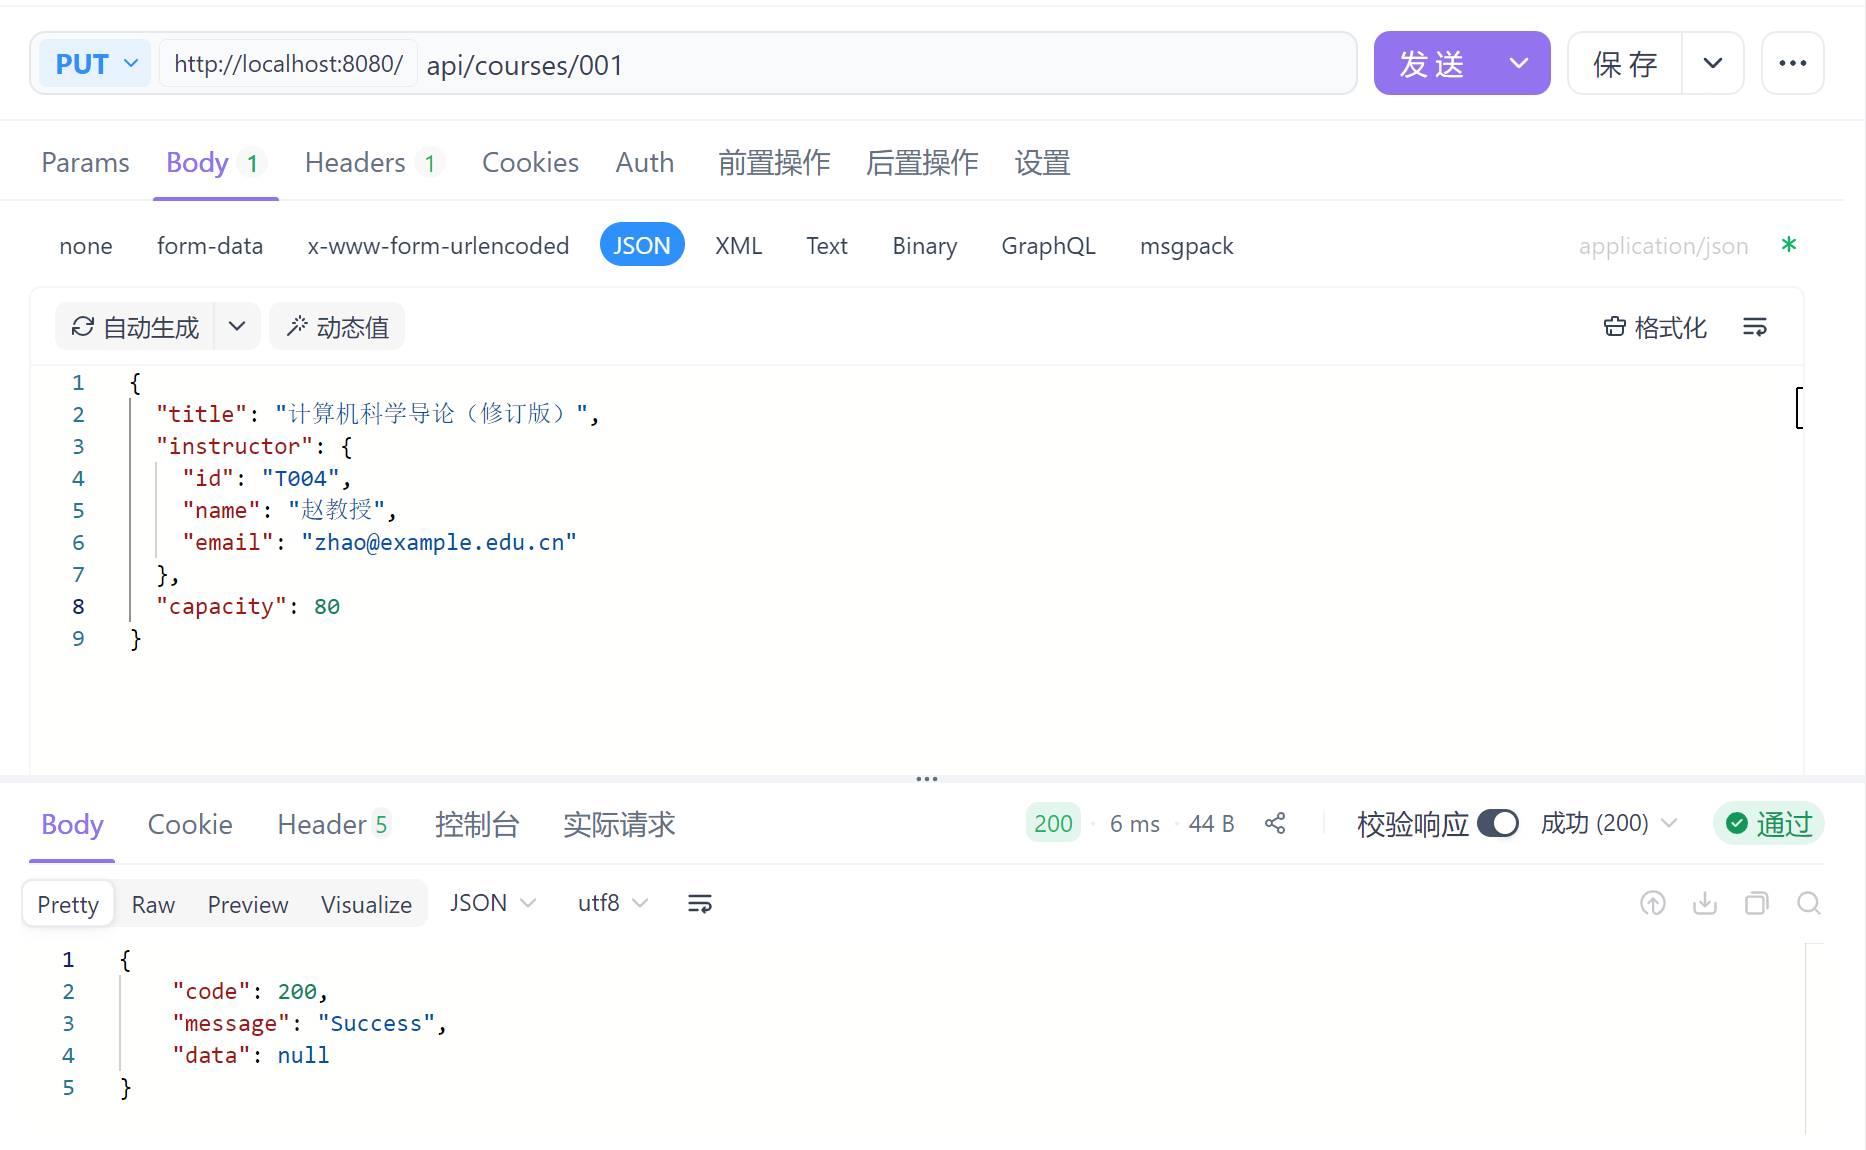 PUT http://localhost:8080/ api/courses/001 发 送 保 存
Params Body 1 Headers 1 Cookies Auth 前置操作 后置操作 设置
none form-data x-www-form-urlencoded JSON XML Text Binary GraphQL msgpack application/json *
自动生成 动态值 格式化
1 {
2 "title": "计算机科学导论（修订版）",
3 "instructor": {
4 "id": "T004",
5 "name": "赵教授",
6 "email": "zhao@example.edu.cn"
7 },
8 "capacity": 80
9 }
Body Cookie Header 5 控制台 实际请求 200 · 6 ms · 44 B 校验响应 成功 (200) 通过
Pretty Raw Preview Visualize JSON utf8
1 {
2 "code": 200,
3 "message": "Success",
4 "data": null
5 }